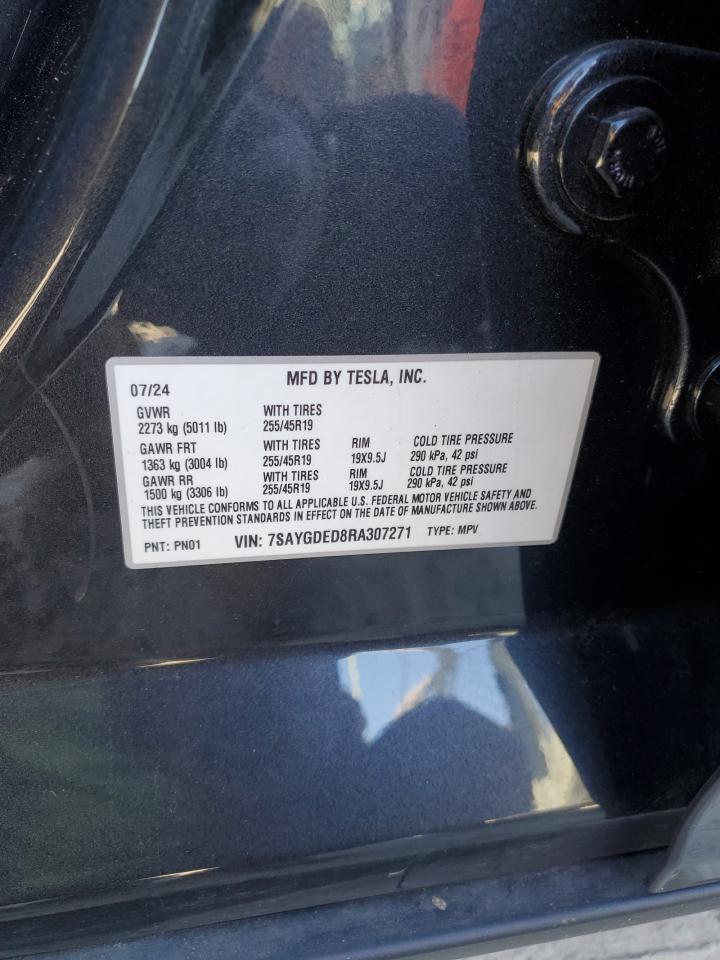 07/24 MFD BY TESLA, INC.
GVWR WITH TIRES
2273 kg (5011 lb) 255/45R19
GAWR FRT WITH TIRES RIM COLD TIRE PRESSURE
1363 kg (3004 lb) 255/45R19 19X9.5J 290 kPa, 42 psi
GAWR RR WITH TIRES RIM COLD TIRE PRESSURE
1500 kg (3306 lb) 255/45R19 19X9.5J 290 kPa, 42 psi
THIS VEHICLE CONFORMS TO ALL APPLICABLE U.S. FEDERAL MOTOR VEHICLE SAFETY AND
THEFT PREVENTION STANDARDS IN EFFECT ON THE DATE OF MANUFACTURE SHOWN ABOVE.
PNT: PN01 VIN: 7SAYGDED8RA307271 TYPE: MPV